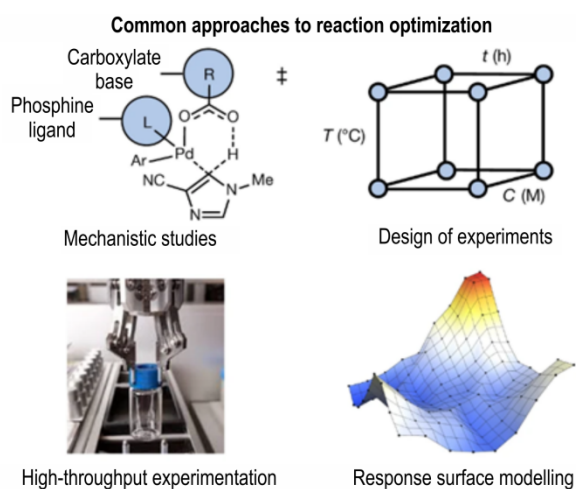 Common approaches to reaction optimization
Carboxylate
base
R
‡
Phosphine
ligand
L
O
O
Pd
H
Ar
NC
N
Me
N
t (h)
T (°C)
C (M)
Mechanistic studies
Design of experiments
High-throughput experimentation
Response surface modelling